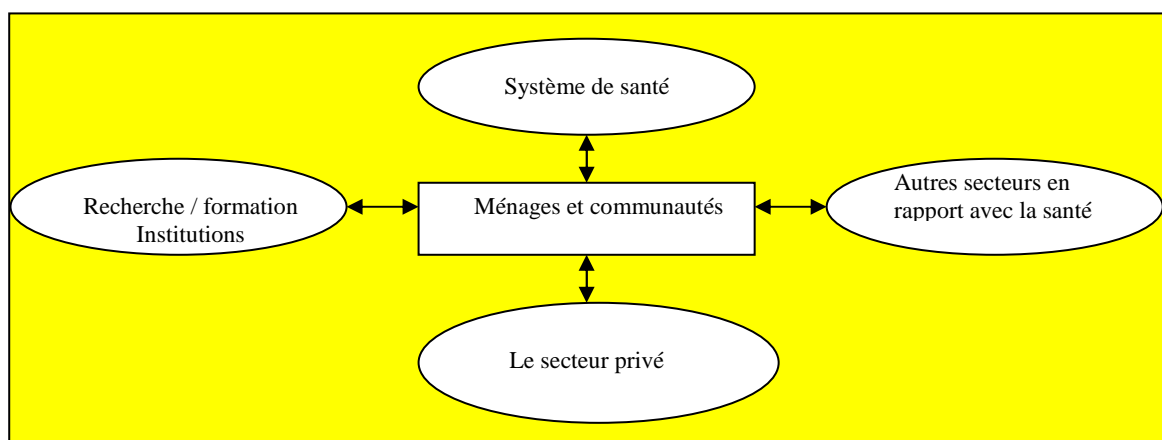 Système de santé
Recherche / formation
Institutions
Ménages et communautés
Autres secteurs en
rapport avec la santé
Le secteur privé